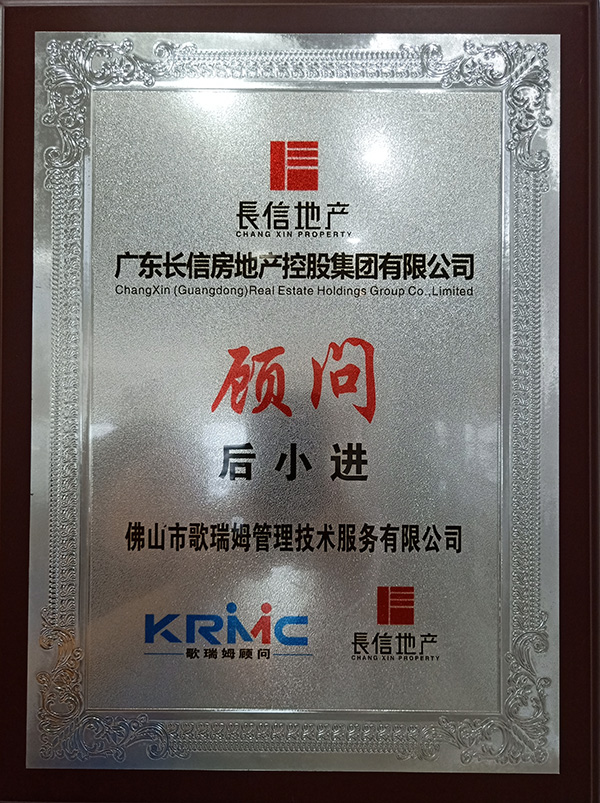 長信地产
CHANG XIN PROPERTY
广东长信房地产控股集团有限公司
ChangXin (Guangdong)Real Estate Holdings Group Co.,Limited
顾问
后小进
佛山市歌瑞姆管理技术服务有限公司
KRMC
歌瑞姆顾问
長信地产
CHANG XIN PROPERTY